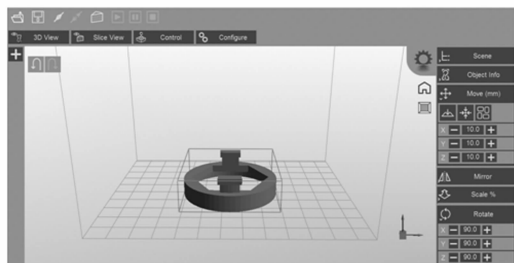 3D View Slice View Control Configure
Scene
Object Info
Move (mm)
X 10.0
Y 10.0
Z 10.0
Mirror
Scale %
Rotate
X 90.0
Y 90.0
Z 90.0